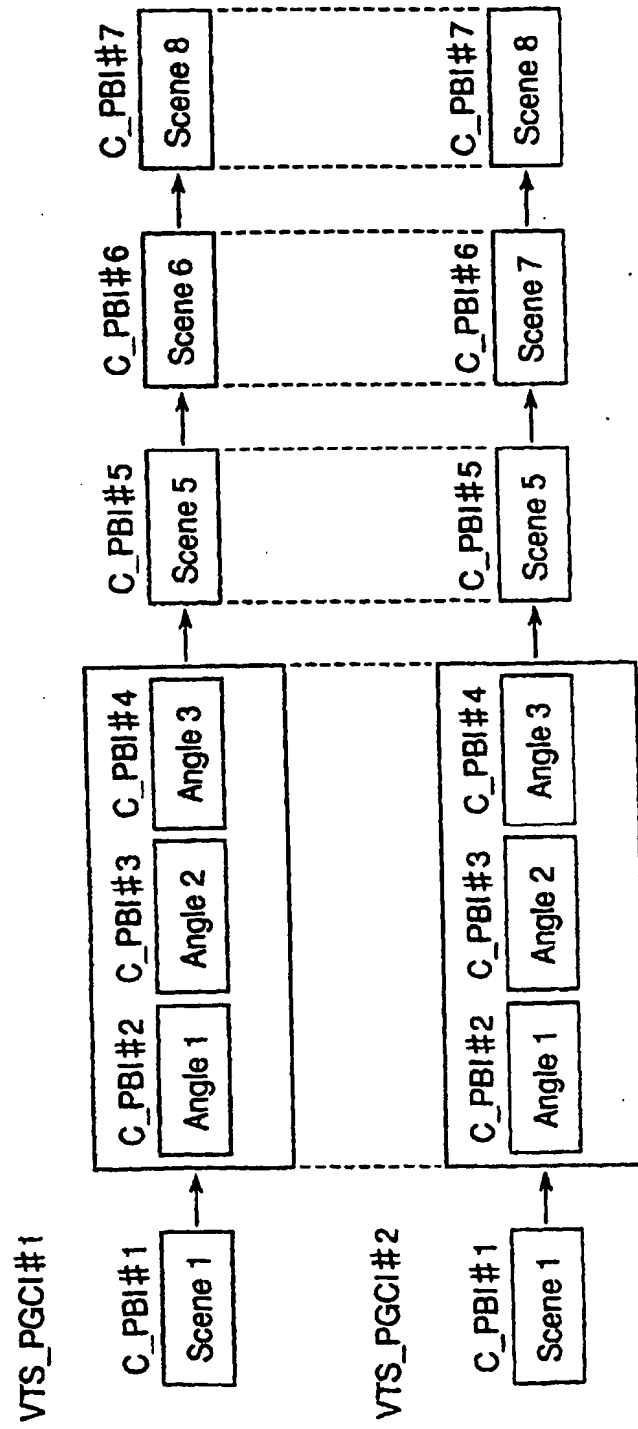 VTS_PGCI#1
C_PBI#1 C_PBI#2 C_PBI#3 C_PBI#4 C_PBI#5 C_PBI#6 C_PBI#7
Scene 1 Angle 1 Angle 2 Angle 3 Scene 5 Scene 6 Scene 8
VTS_PGCI#2
C_PBI#1 C_PBI#2 C_PBI#3 C_PBI#4 C_PBI#5 C_PBI#6 C_PBI#7
Scene 1 Angle 1 Angle 2 Angle 3 Scene 5 Scene 7 Scene 8